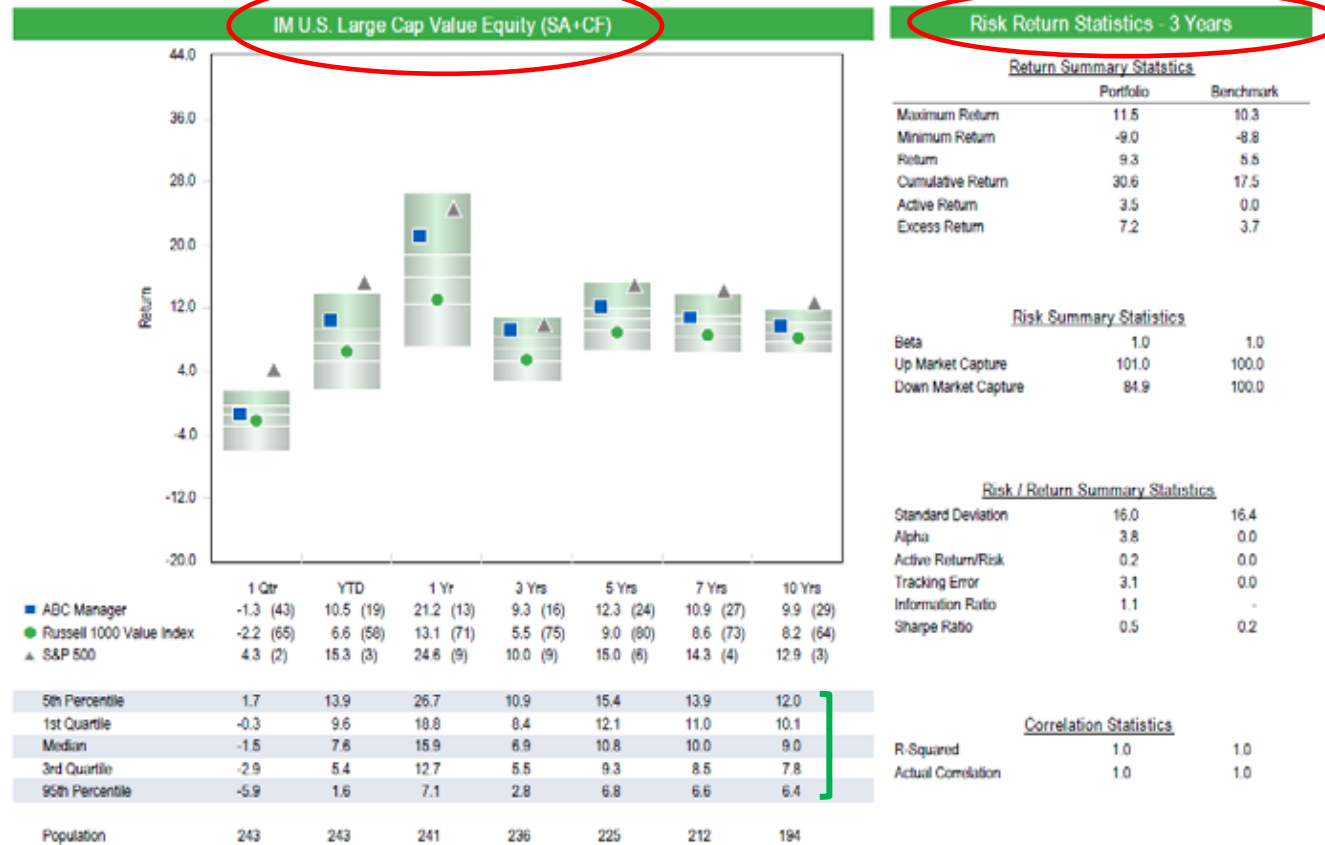 IM U.S. Large Cap Value Equity (SA+CF)
44.0
36.0
28.0
20.0
12.0
4.0
-4.0
-12.0
-20.0
Return
1 Qtr YTD 1 Yr 3 Yrs 5 Yrs 7 Yrs 10 Yrs
ABC Manager -1.3 (43) 10.5 (19) 21.2 (13) 9.3 (16) 12.3 (24) 10.9 (27) 9.9 (29)
Russell 1000 Value Index -2.2 (65) 6.6 (58) 13.1 (71) 5.5 (75) 9.0 (80) 8.6 (73) 8.2 (64)
S&P 500 4.3 (2) 15.3 (3) 24.6 (9) 10.0 (9) 15.0 (6) 14.3 (4) 12.9 (3)
5th Percentile 1.7 13.9 26.7 10.9 15.4 13.9 12.0
1st Quartile -0.3 9.6 18.8 8.4 12.1 11.0 10.1
Median -1.5 7.6 15.9 6.9 10.8 10.0 9.0
3rd Quartile -2.9 5.4 12.7 5.5 9.3 8.5 7.8
95th Percentile -5.9 1.6 7.1 2.8 6.8 6.6 6.4
Population 243 243 241 236 225 212 194
Risk Return Statistics - 3 Years
Return Summary Statstics
Portfolio Benchmark
Maximum Return 11.5 10.3
Minimum Return -9.0 -8.8
Return 9.3 5.5
Cumulative Return 30.6 17.5
Active Return 3.5 0.0
Excess Return 7.2 3.7
Risk Summary Statistics
Beta 1.0 1.0
Up Market Capture 101.0 100.0
Down Market Capture 84.9 100.0
Risk / Return Summary Statistics
Standard Deviation 16.0 16.4
Alpha 3.8 0.0
Active Return/Risk 0.2 0.0
Tracking Error 3.1 0.0
Information Ratio 1.1 -
Sharpe Ratio 0.5 0.2
Correlation Statistics
R-Squared 1.0 1.0
Actual Correlation 1.0 1.0